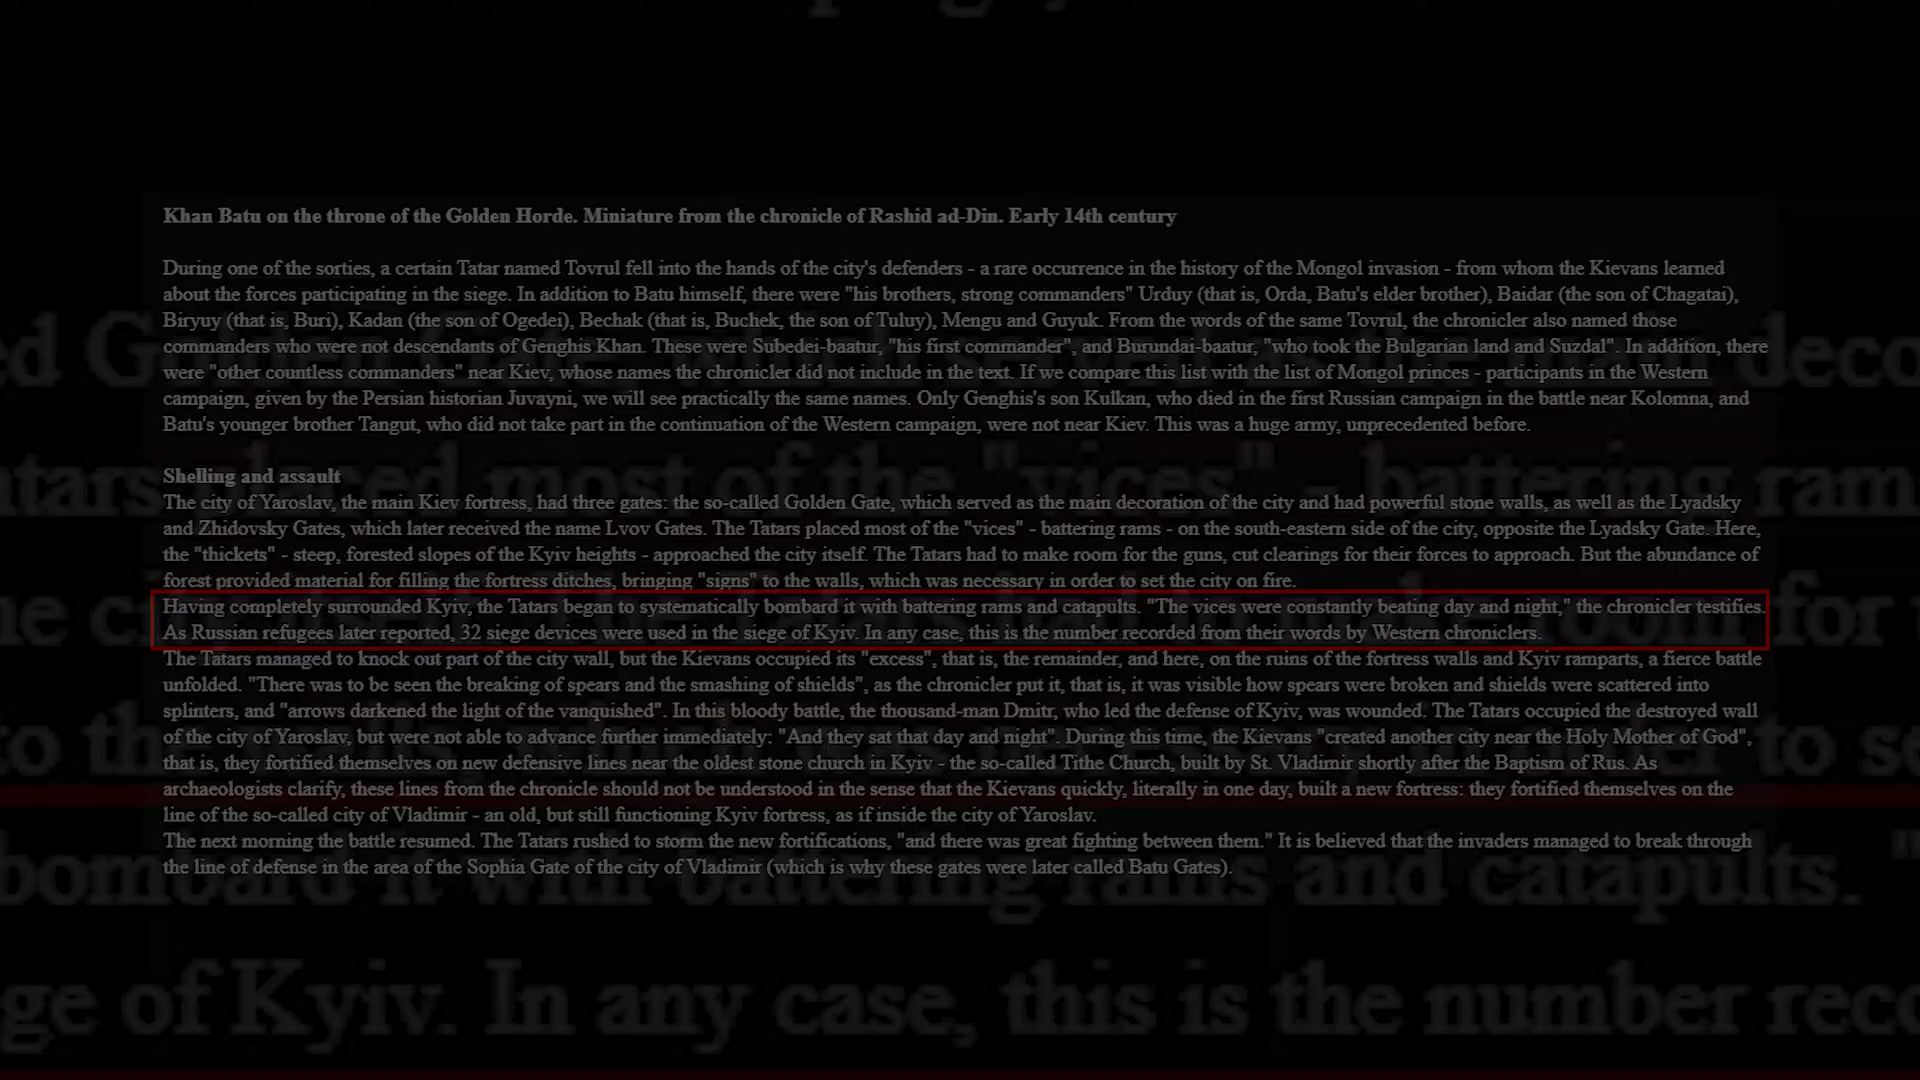 Khan Batu on the throne of the Golden Horde. Miniature from the chronicle of Rashid ad-Din. Early 14th century
During one of the sorties, a certain Tatar named Tovrul fell into the hands of the city's defenders - a rare occurrence in the history of the Mongol invasion - from whom the Kievans learned
about the forces participating in the siege. In addition to Batu himself, there were "his brothers, strong commanders" Urduy (that is, Orda, Batu's elder brother), Baidar (the son of Chagatai),
Biryuy (that is, Buri), Kadan (the son of Ogedei), Bechak (that is, Buchek, the son of Tuluy), Mengu and Guyuk. From the words of the same Tovrul, the chronicler also named those
commanders who were not descendants of Genghis Khan. These were Subedei-baatur, "his first commander", and Burundai-baatur, "who took the Bulgarian land and Suzdal". In addition, there
were "other countless commanders" near Kiev, whose names the chronicler did not include in the text. If we compare this list with the list of Mongol princes - participants in the Western
campaign, given by the Persian historian Juvayni, we will see practically the same names. Only Genghis's son Kulkan, who died in the first Russian campaign in the battle near Kolomna, and
Batu's younger brother Tangut, who did not take part in the continuation of the Western campaign, were not near Kiev. This was a huge army, unprecedented before.
Shelling and assault
The city of Yaroslav, the main Kiev fortress, had three gates: the so-called Golden Gate, which served as the main decoration of the city and had powerful stone walls, as well as the Lyadsky
and Zhidovsky Gates, which later received the name Lvov Gates. The Tatars placed most of the "vices" - battering rams - on the south-eastern side of the city, opposite the Lyadsky Gate. Here,
the "thickets" - steep, forested slopes of the Kyiv heights - approached the city itself. The Tatars had to make room for the guns, cut clearings for their forces to approach. But the abundance of
forest provided material for filling the fortress ditches, bringing "signs" to the walls, which was necessary in order to set the city on fire.
Having completely surrounded Kyiv, the Tatars began to systematically bombard it with battering rams and catapults. "The vices were constantly beating day and night," the chronicler testifies.
As Russian refugees later reported, 32 siege devices were used in the siege of Kyiv. In any case, this is the number recorded from their words by Western chroniclers.
The Tatars managed to knock out part of the city wall, but the Kievans occupied its "excess", that is, the remainder, and here, on the ruins of the fortress walls and Kyiv ramparts, a fierce battle
unfolded. "There was to be seen the breaking of spears and the smashing of shields", as the chronicler put it, that is, it was visible how spears were broken and shields were scattered into
splinters, and "arrows darkened the light of the vanquished". In this bloody battle, the thousand-man Dmitr, who led the defense of Kyiv, was wounded. The Tatars occupied the destroyed wall
of the city of Yaroslav, but were not able to advance further immediately: "And they sat that day and night". During this time, the Kievans "created another city near the Holy Mother of God",
that is, they fortified themselves on new defensive lines near the oldest stone church in Kyiv - the so-called Tithe Church, built by St. Vladimir shortly after the Baptism of Rus. As
archaeologists clarify, these lines from the chronicle should not be understood in the sense that the Kievans quickly, literally in one day, built a new fortress: they fortified themselves on the
line of the so-called city of Vladimir - an old, but still functioning Kyiv fortress, as if inside the city of Yaroslav.
The next morning the battle resumed. The Tatars rushed to storm the new fortifications, "and there was great fighting between them." It is believed that the invaders managed to break through
the line of defense in the area of the Sophia Gate of the city of Vladimir (which is why these gates were later called Batu Gates).
bombard it with battering rams and catapults. "
ge of Kyiv. In any case, this is the number reco